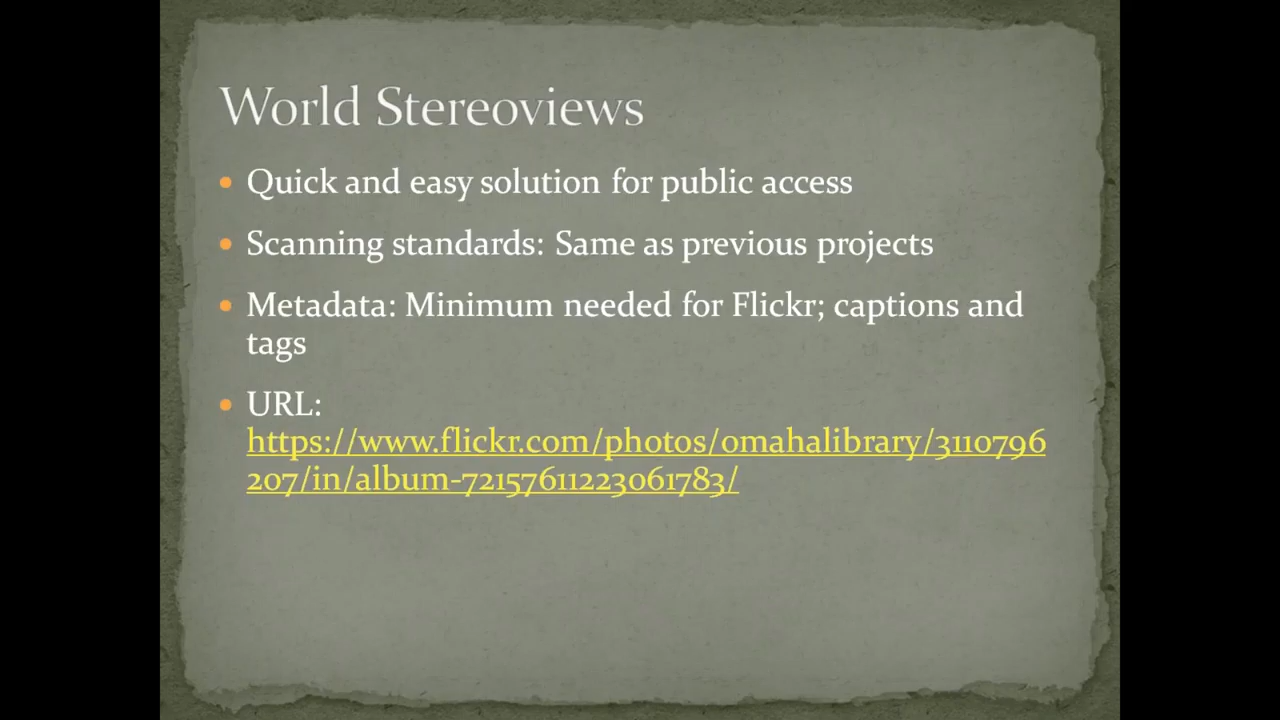 World Stereoviews
• Quick and easy solution for public access
• Scanning standards: Same as previous projects
• Metadata: Minimum needed for Flickr; captions and
tags
• URL:
https://www.flickr.com/photos/omahalibrary/3110796
207/in/album-72157611223061783/